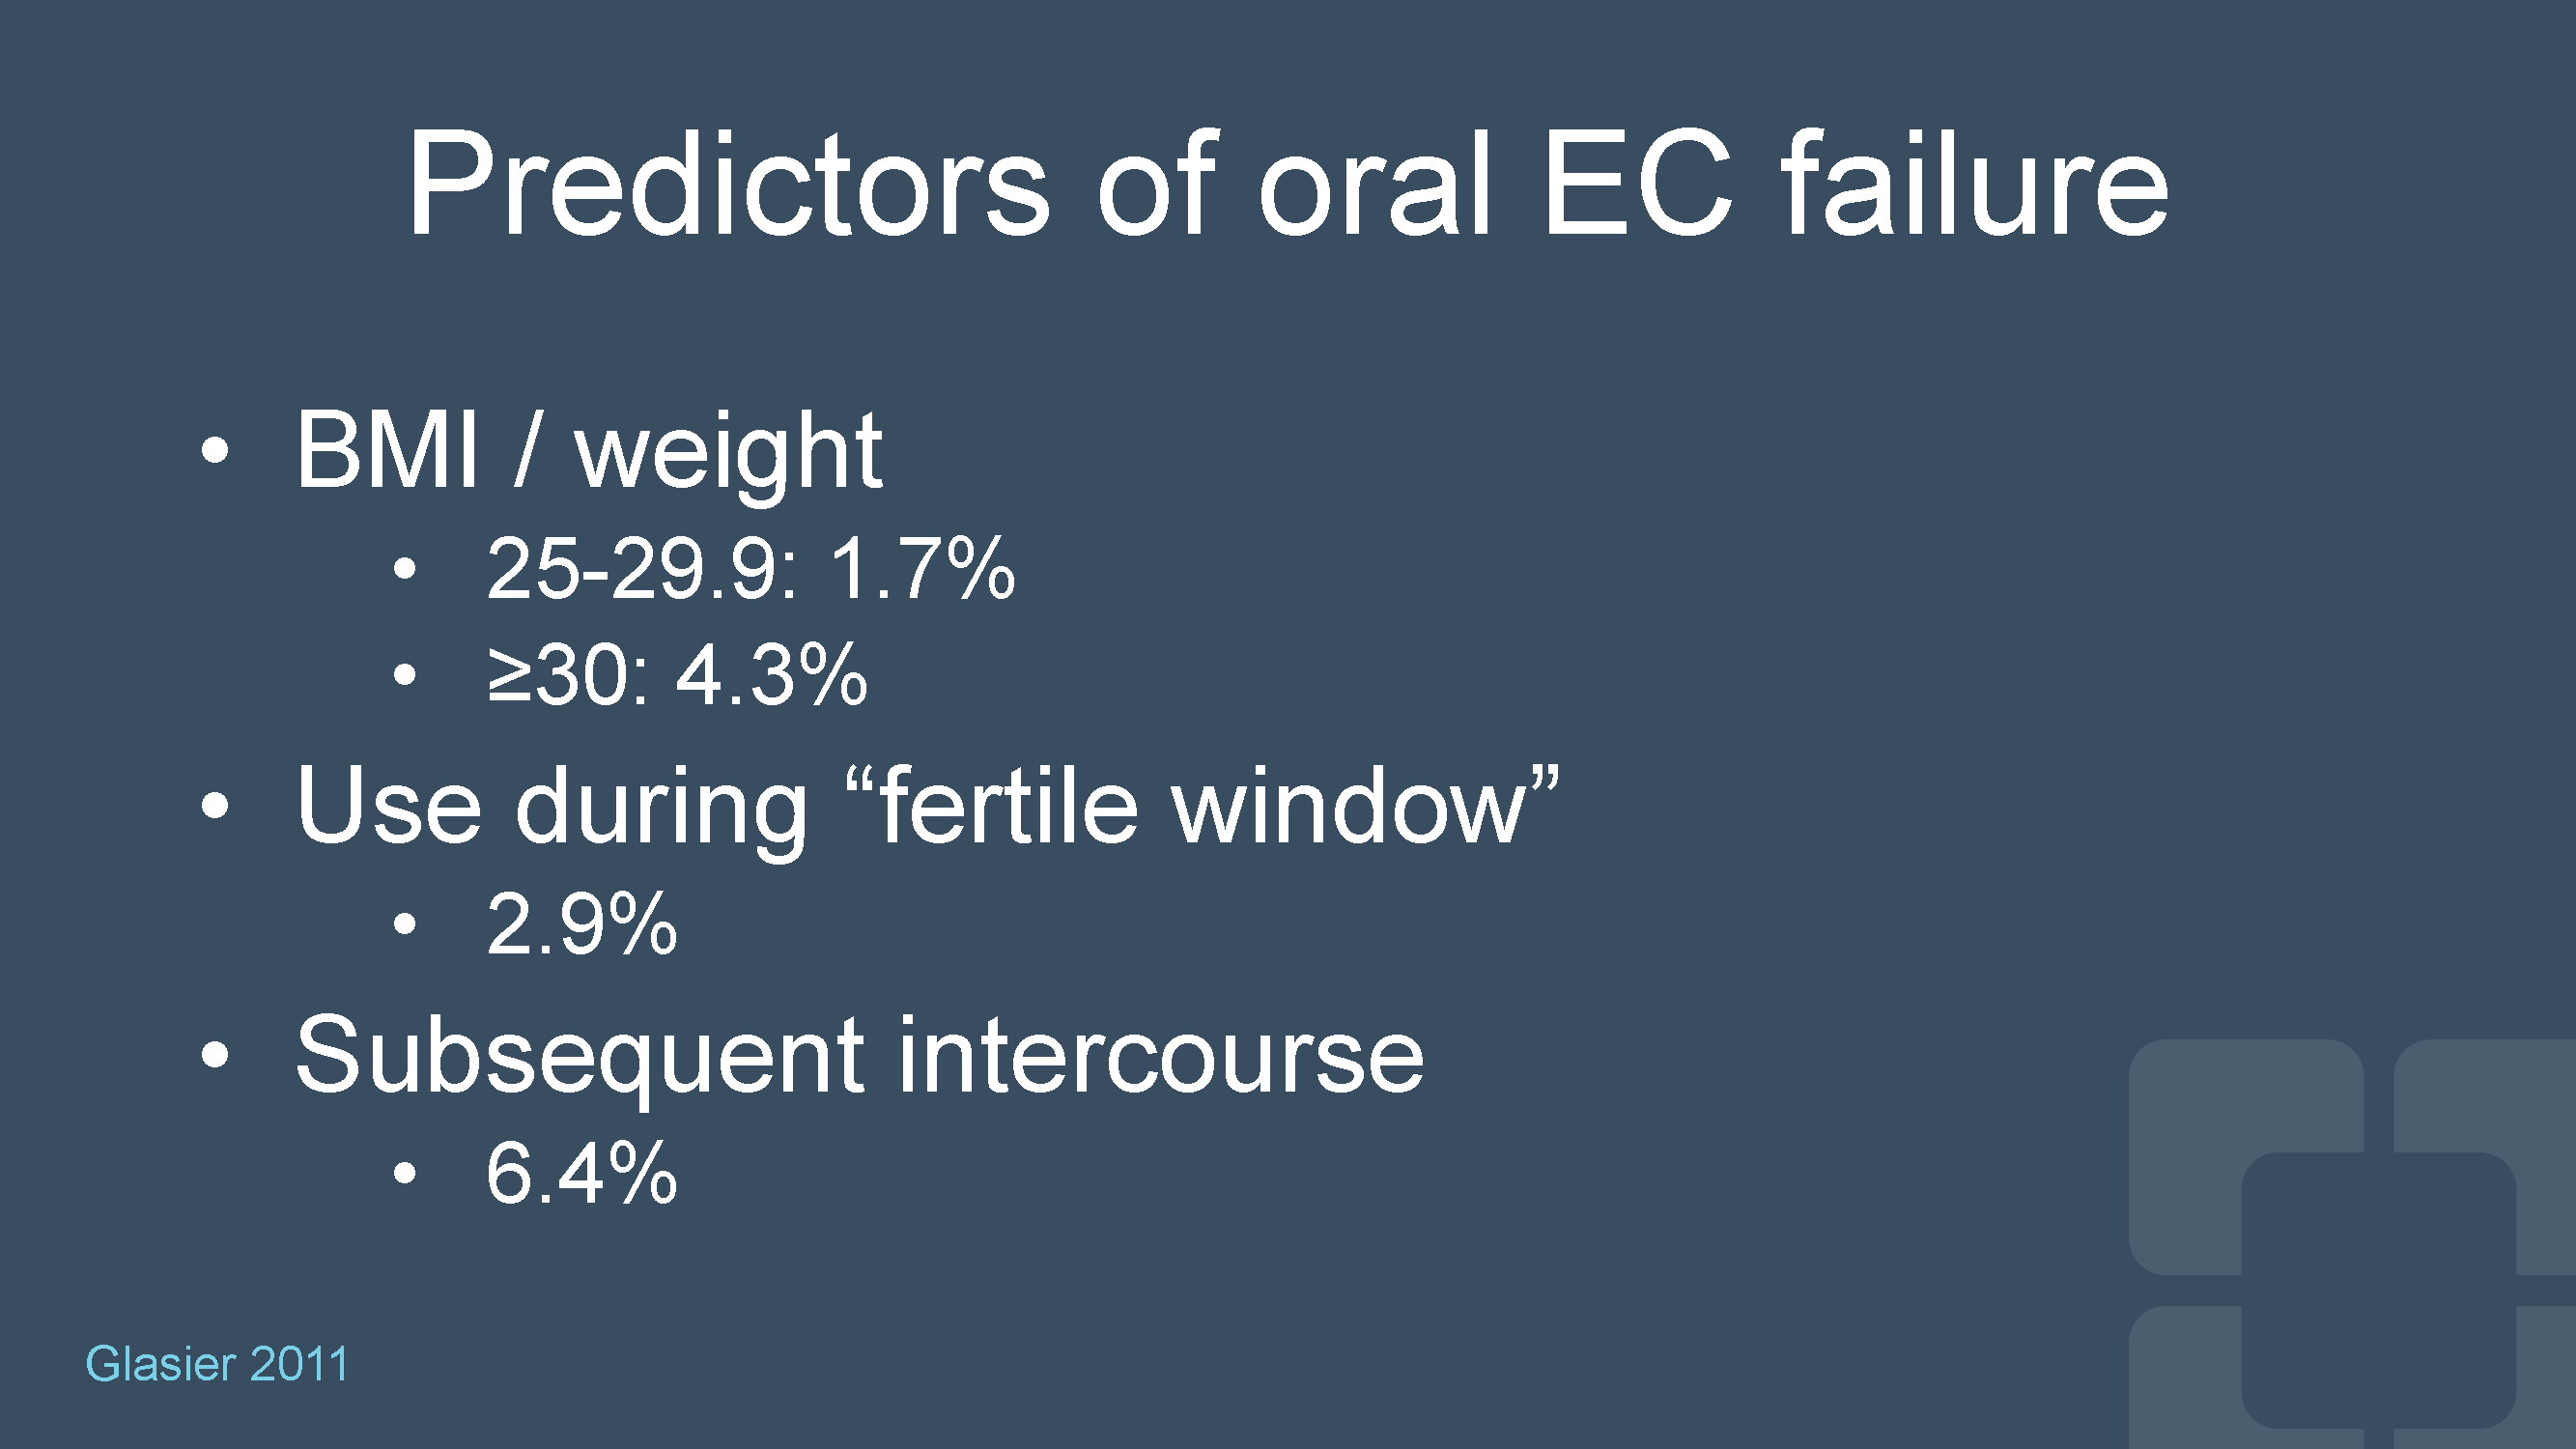 Predictors of oral EC failure
• BMI / weight
• 25-29.9: 1.7%
• ≥30: 4.3%
• Use during “fertile window”
• 2.9%
• Subsequent intercourse
• 6.4%
Glasier 2011